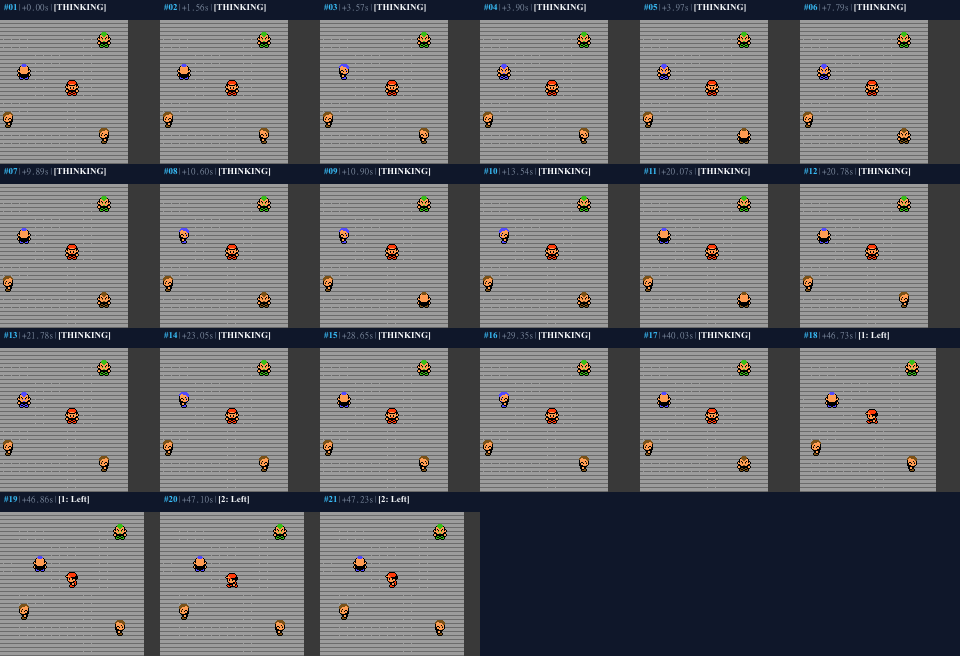 #01|+0.00s|[THINKING]
#02|+1.56s|[THINKING]
#03|+3.57s|[THINKING]
#04|+3.90s|[THINKING]
#05|+3.97s|[THINKING]
#06|+7.79s|[THINKING]
#07|+9.89s|[THINKING]
#08|+10.60s|[THINKING]
#09|+10.90s|[THINKING]
#10|+13.54s|[THINKING]
#11|+20.07s|[THINKING]
#12|+20.78s|[THINKING]
#13|+21.78s|[THINKING]
#14|+23.05s|[THINKING]
#15|+28.65s|[THINKING]
#16|+29.35s|[THINKING]
#17|+40.03s|[THINKING]
#18|+46.73s|[1: Left]
#19|+46.86s|[1: Left]
#20|+47.10s|[2: Left]
#21|+47.23s|[2: Left]